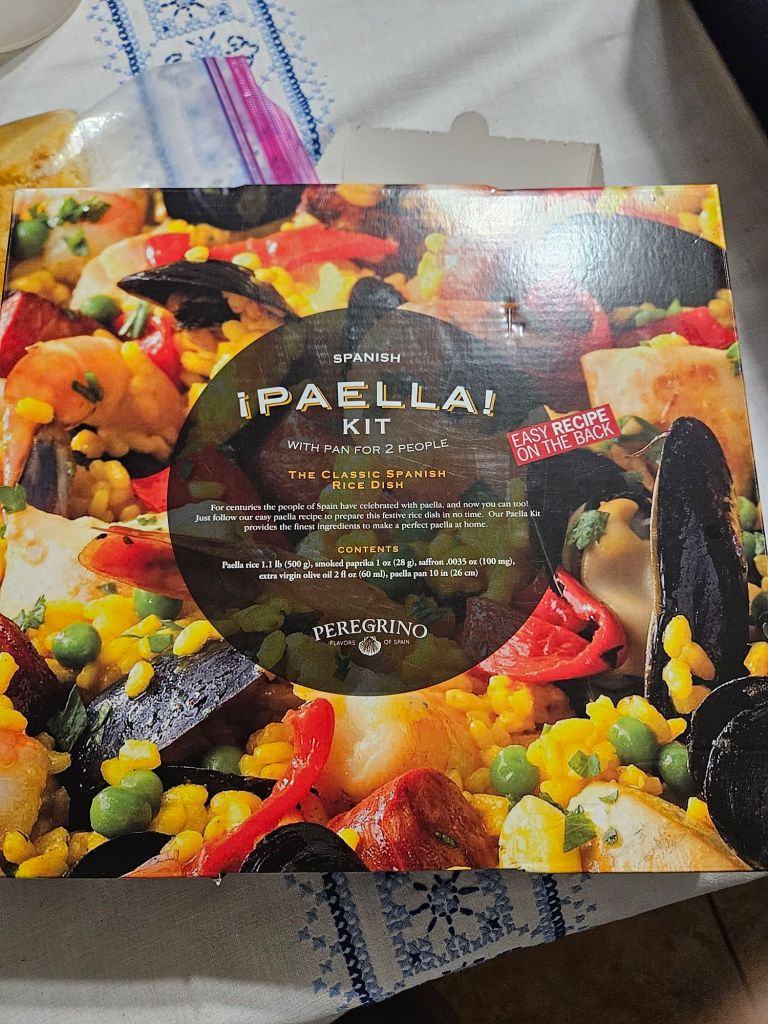 SPANISH
¡PAELLA!
KIT
WITH PAN FOR 2 PEOPLE
EASY RECIPE
ON THE BACK
THE CLASSIC SPANISH
RICE DISH
For centuries the people of Spain have celebrated with paella, and now you can too!
Just follow our easy paella recipe to prepare this festive rice dish in no time. Our Paella Kit
provides the finest ingredients to make a perfect paella at home.
CONTENTS
Paella rice 1.1 lb (500 g), smoked paprika 1 oz (28 g), saffron .0035 oz (100 mg),
extra virgin olive oil 2 fl oz (60 ml), paella pan 10 in (26 cm)
PEREGRINO
FLAVORS OF SPAIN